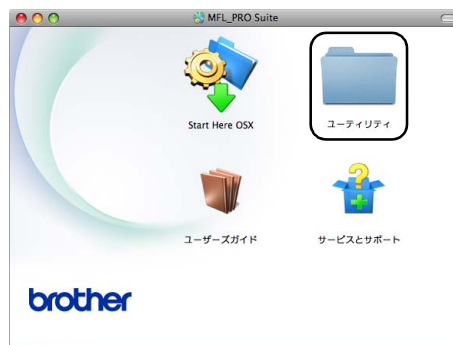 MFL_PRO Suite
Start Here OSX
ユーティリティ
ユーザーズガイド
サービスとサポート
brother